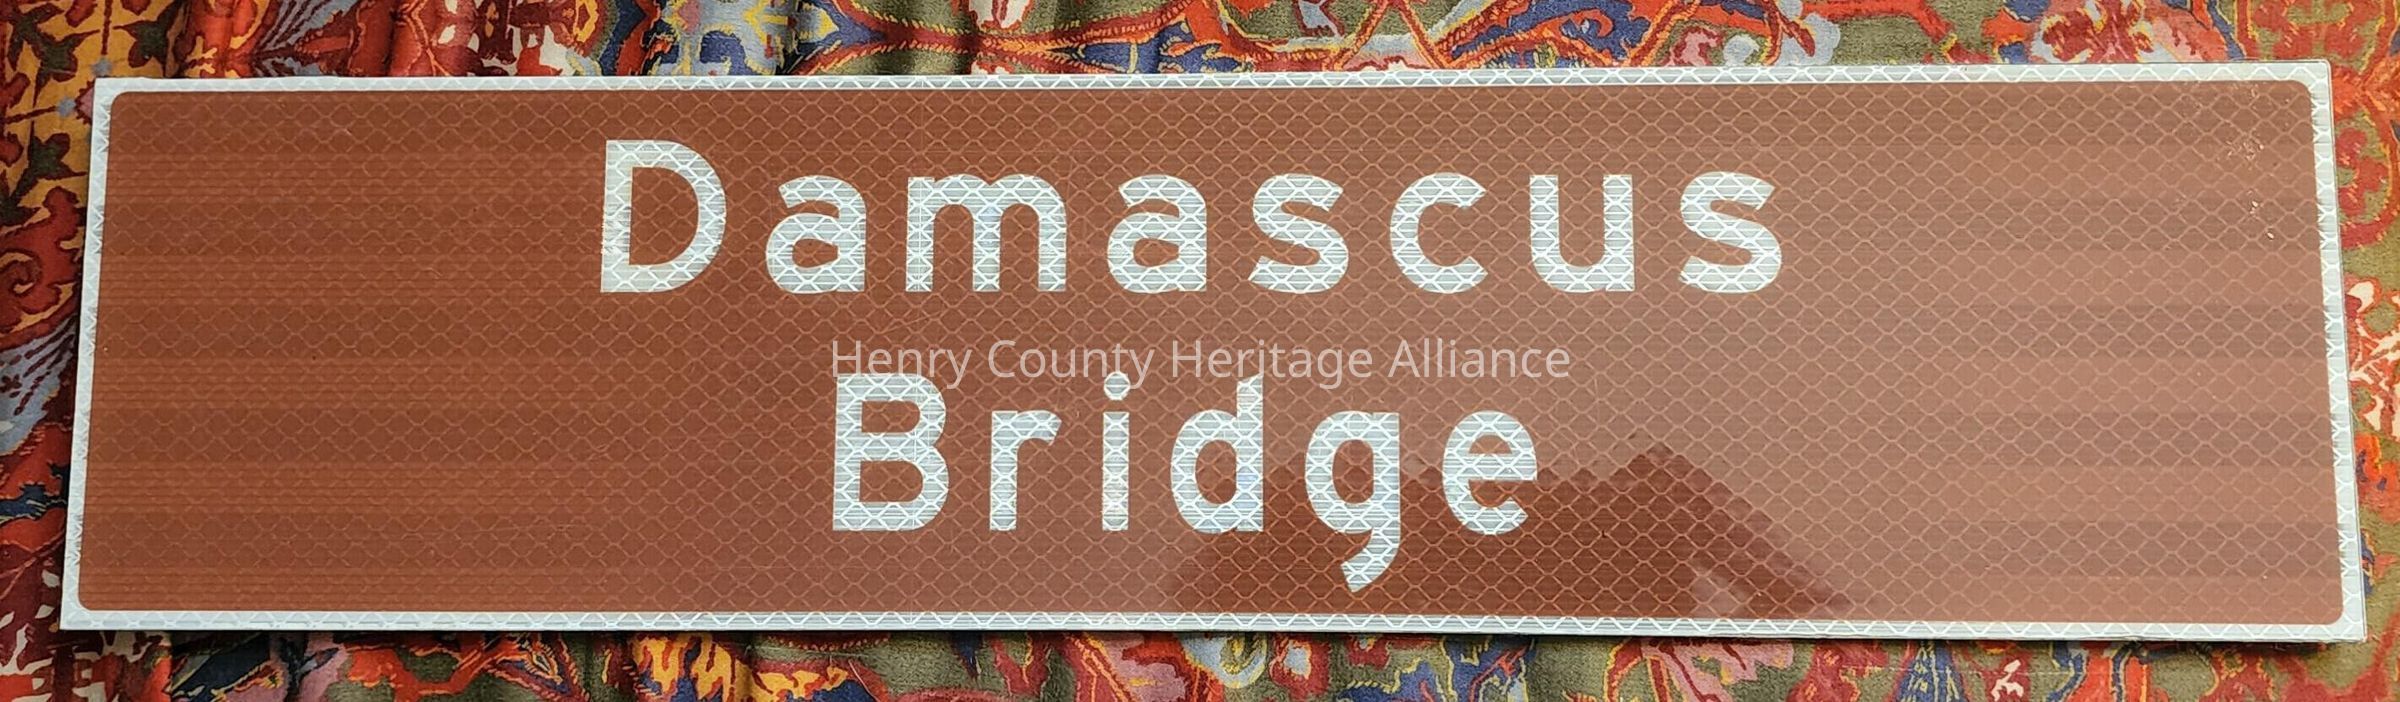 Damascus
Henry County Heritage Alliance
Bridge